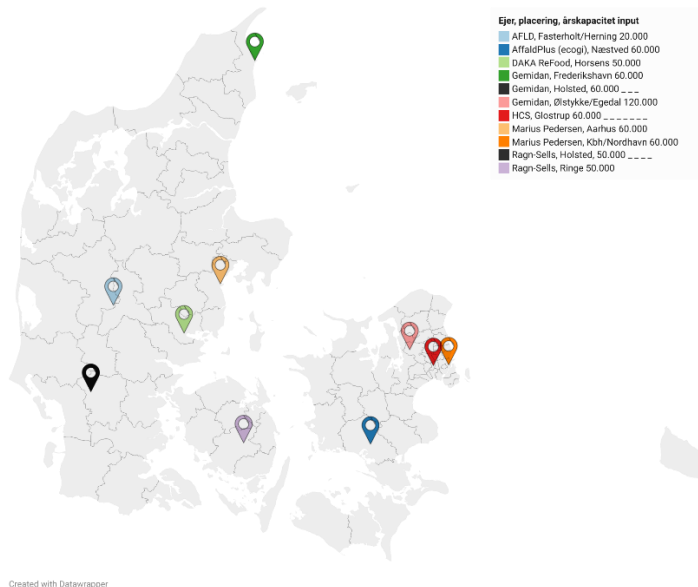 Ejer, placering, årskapacitet input
AFLD, Fasterholt/Herning 20.000
AffaldPlus (ecogi), Næstved 60.000
DAKA ReFood, Horsens 50.000
Gemidan, Frederikshavn 60.000
Gemidan, Holsted, 60.000 _ _ _
Gemidan, Ølstykke/Egedal 120.000
HCS, Glostrup 60.000 _ _ _ _ _ _ _
Marius Pedersen, Aarhus 60.000
Marius Pedersen, Kbh/Nordhavn 60.000
Ragn-Sells, Holsted, 50.000 _ _ _ _
Ragn-Sells, Ringe 50.000
Created with Datawrapper